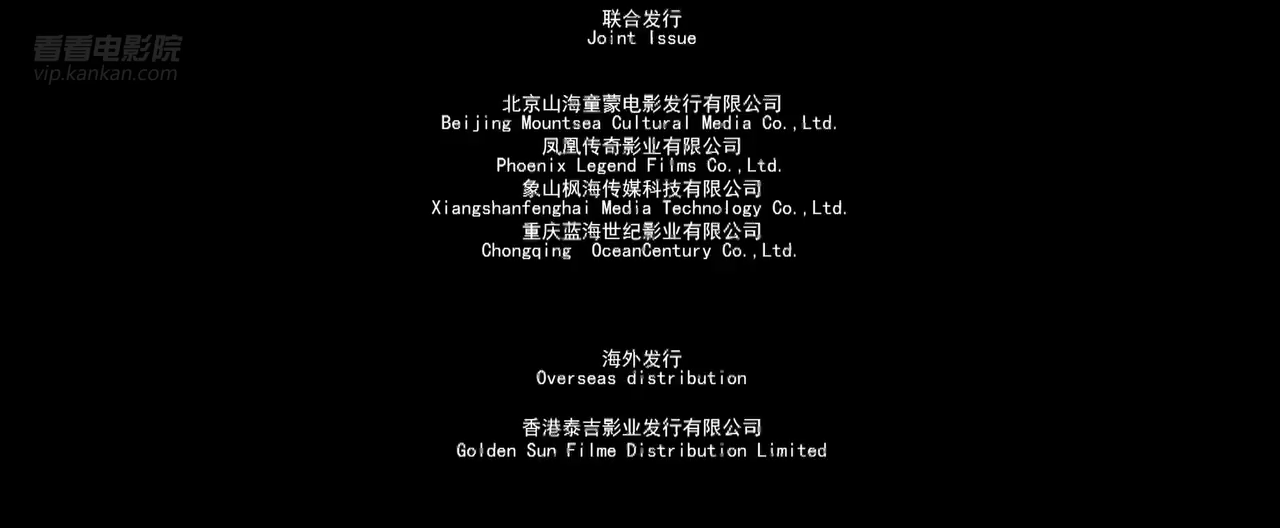 看看电影院
vip.kankan.com
联合发行
Joint Issue
北京山海童蒙电影发行有限公司
Beijing Mountsea Cultural Media Co.,Ltd.
凤凰传奇影业有限公司
Phoenix Legend Films Co.,Ltd.
象山枫海传媒科技有限公司
Xiangshanfenghai Media Technology Co.,Ltd.
重庆蓝海世纪影业有限公司
Chongqing  OceanCentury Co.,Ltd.
海外发行
Overseas distribution
香港泰吉影业发行有限公司
Golden Sun Filme Distribution Limited